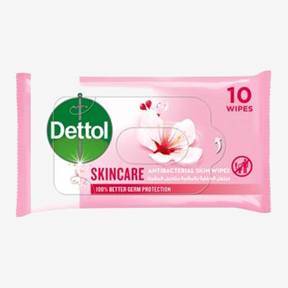 10
WIPES
Dettol
SKINCARE
ANTIBACTERIAL SKIN WIPES
100% BETTER GERM PROTECTION